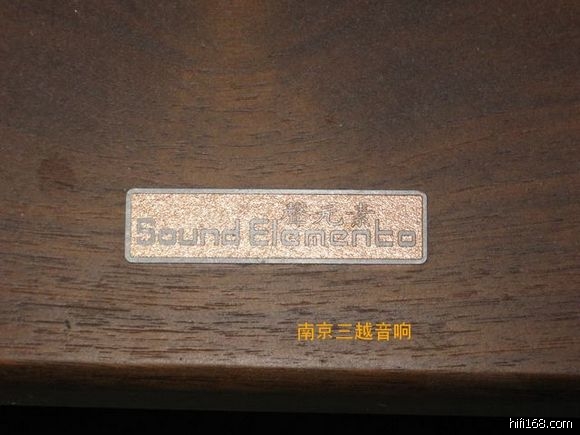 聲元素
Sound Elemento
南京三越音响
hifi168.com